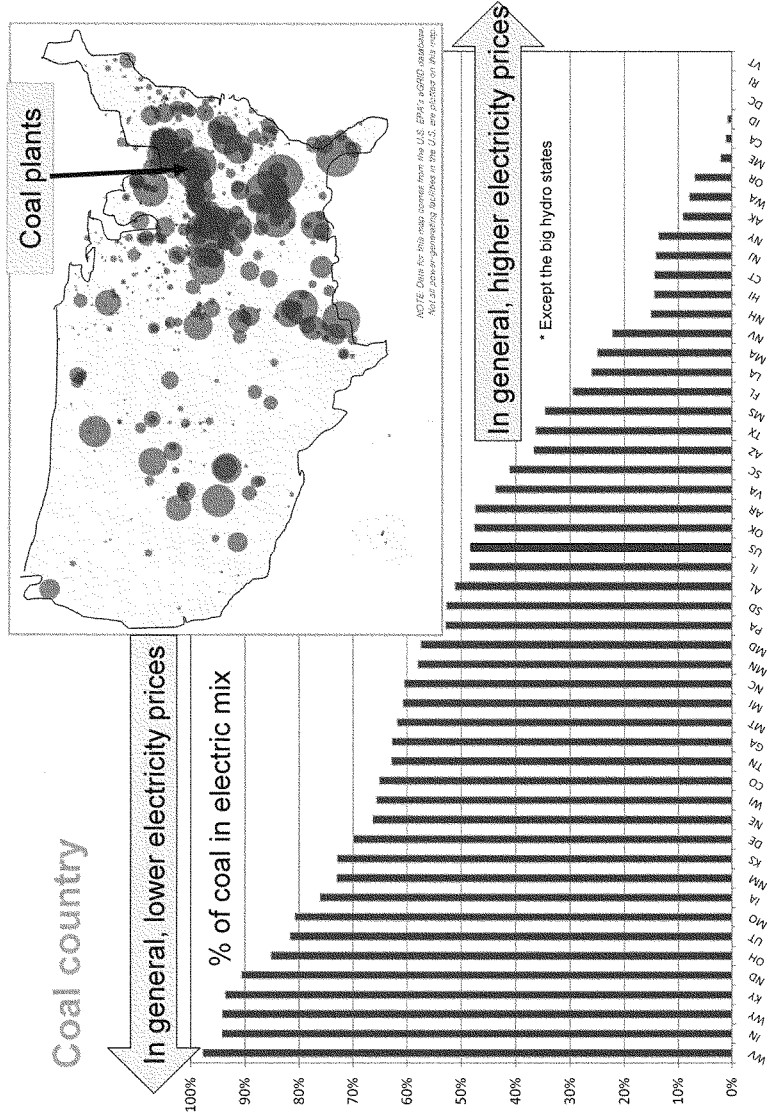 Coal country
In general, lower electricity prices
Coal plants
NOTE: Data for this map comes from the U.S. EPA's eGRID database.
Not all power-generating facilities in the U.S. are plotted on this map.
% of coal in electric mix
In general, higher electricity prices
* Except the big hydro states
100%
90%
80%
70%
60%
50%
40%
30%
20%
10%
0%
WV IN WY KY ND OH UT MO IA NM KS DE NE WI CO TN GA MT MI NC MN MD PA SD AL IL US OK AR VA SC AZ TX MS FL LA MA NV NH HI CT NJ NY AK WA OR ME CA ID DC RI VT